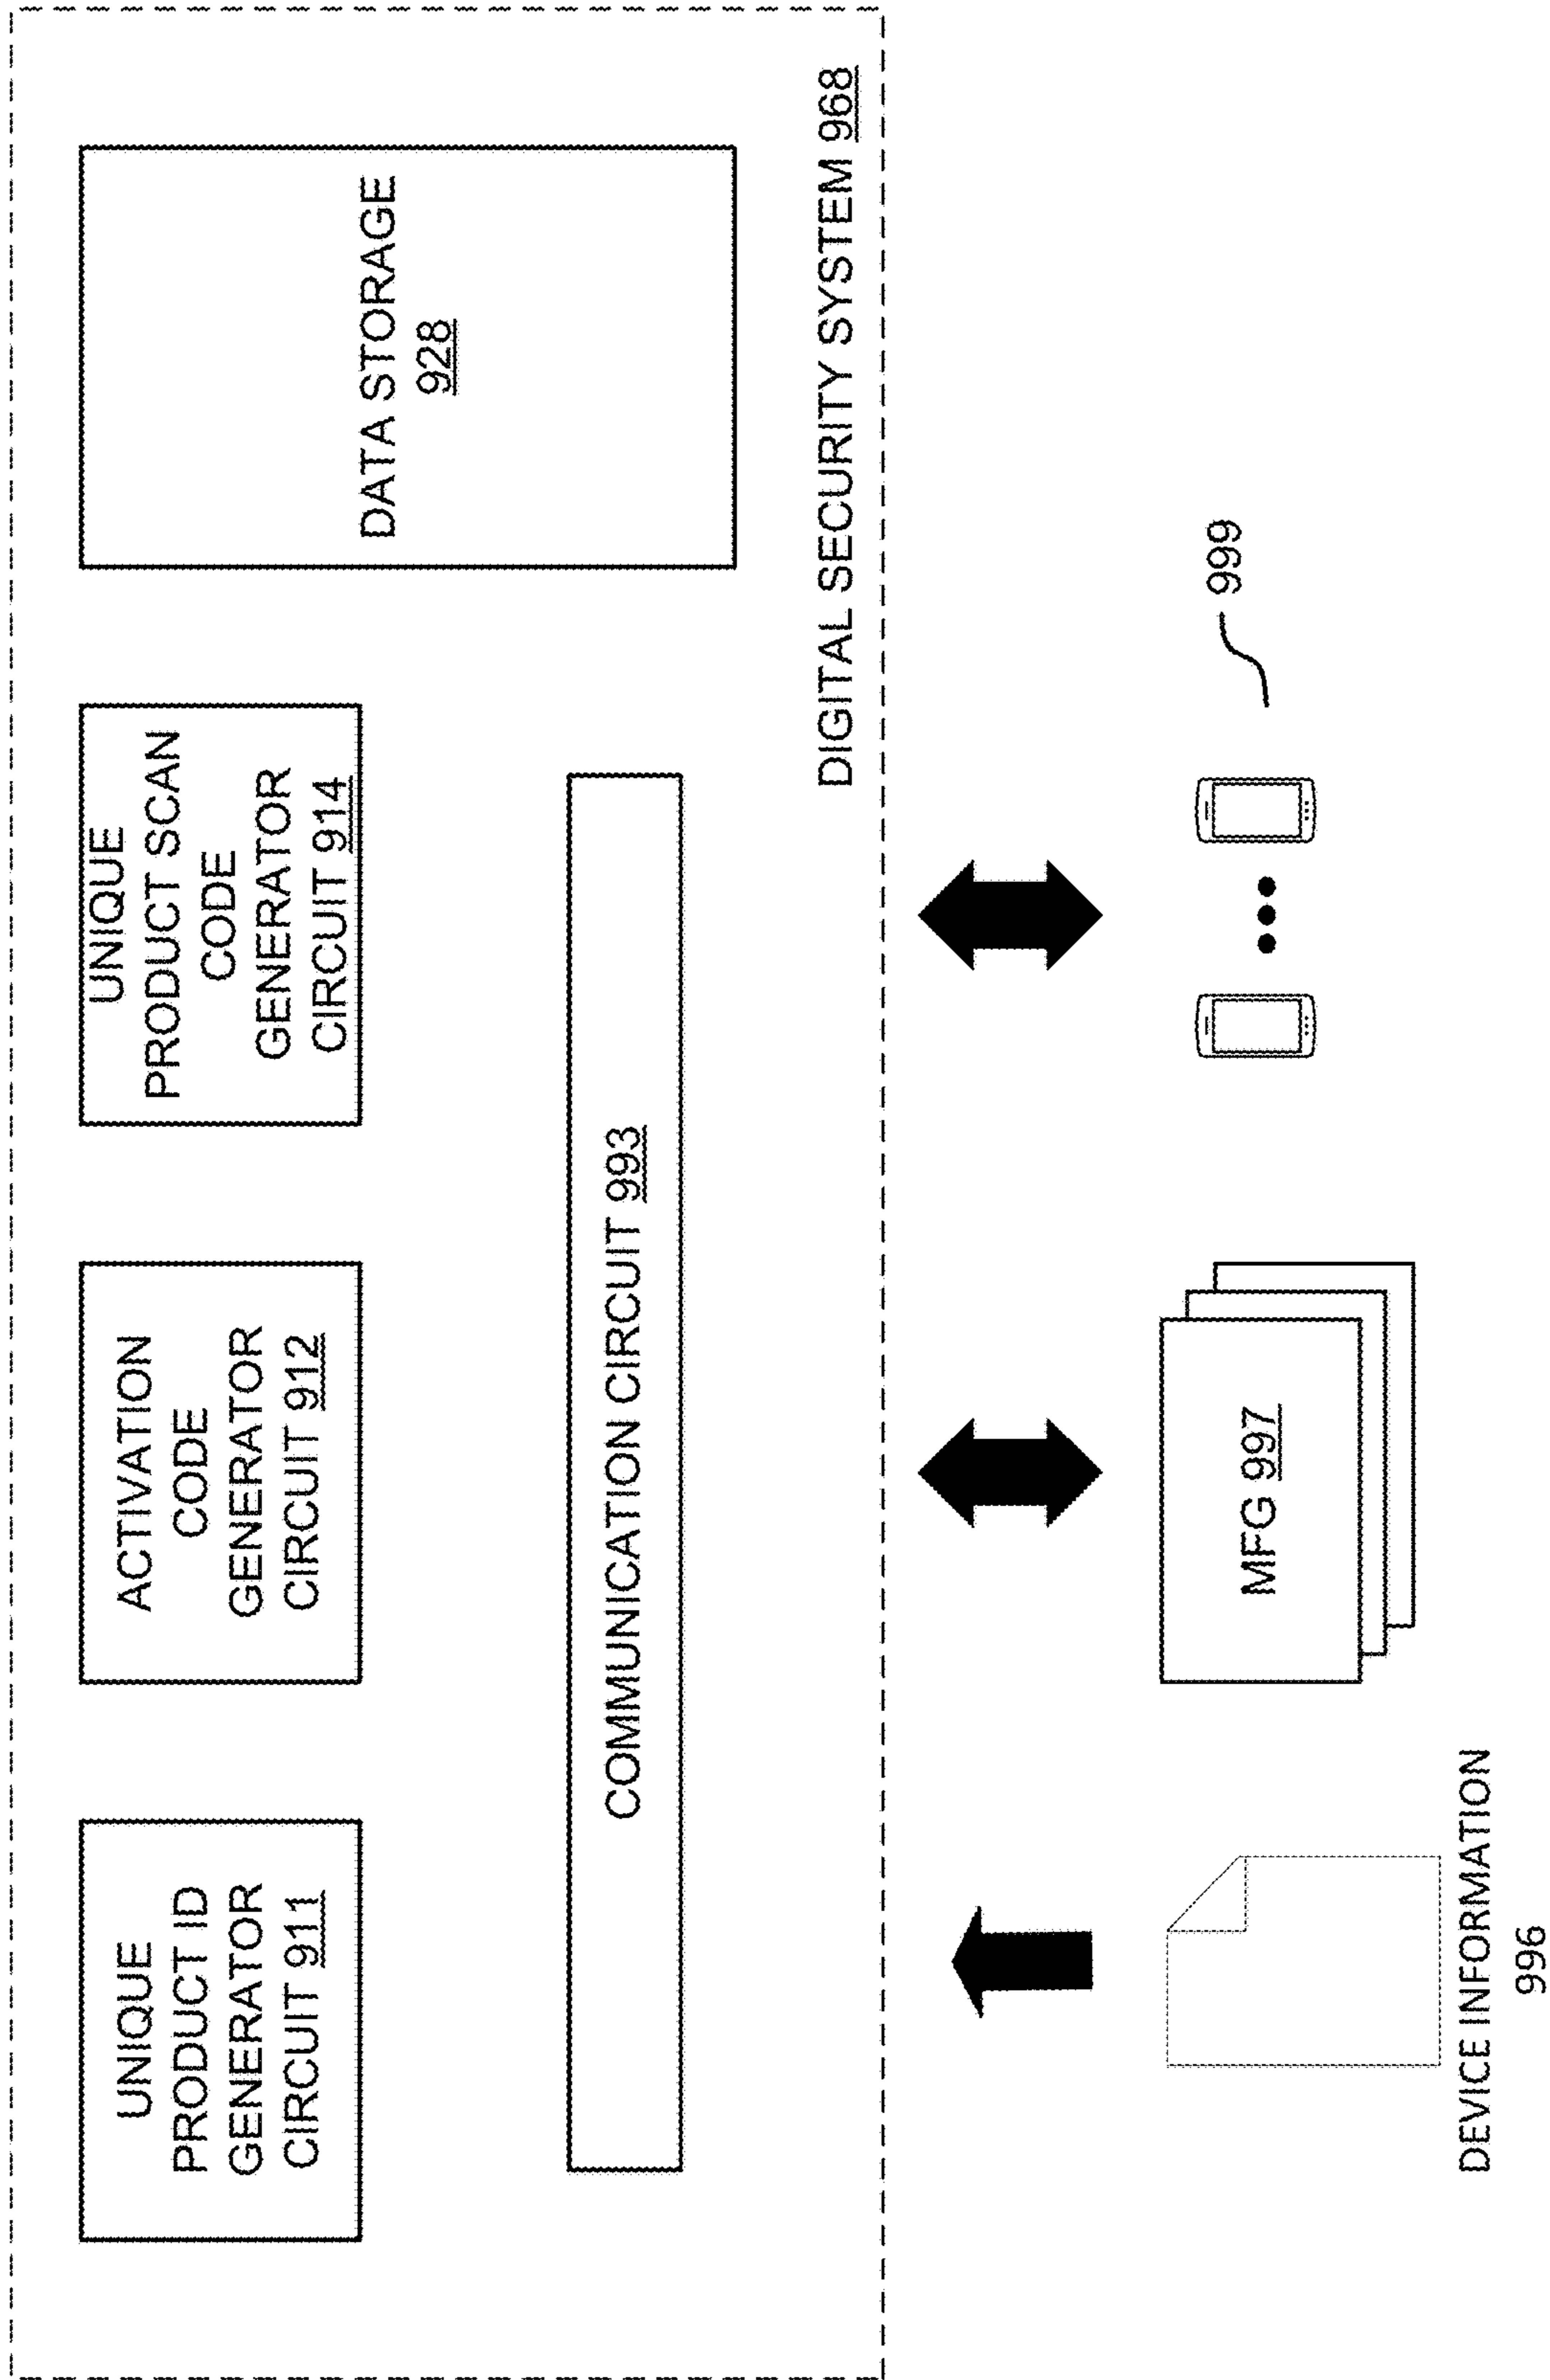 UNIQUE
PRODUCT ID
GENERATOR
CIRCUIT 911
ACTIVATION
CODE
GENERATOR
CIRCUIT 912
UNIQUE
PRODUCT SCAN
CODE
GENERATOR
CIRCUIT 914
DATA STORAGE
928
COMMUNICATION CIRCUIT 993
DIGITAL SECURITY SYSTEM 968
MFG 997
999
DEVICE INFORMATION
996